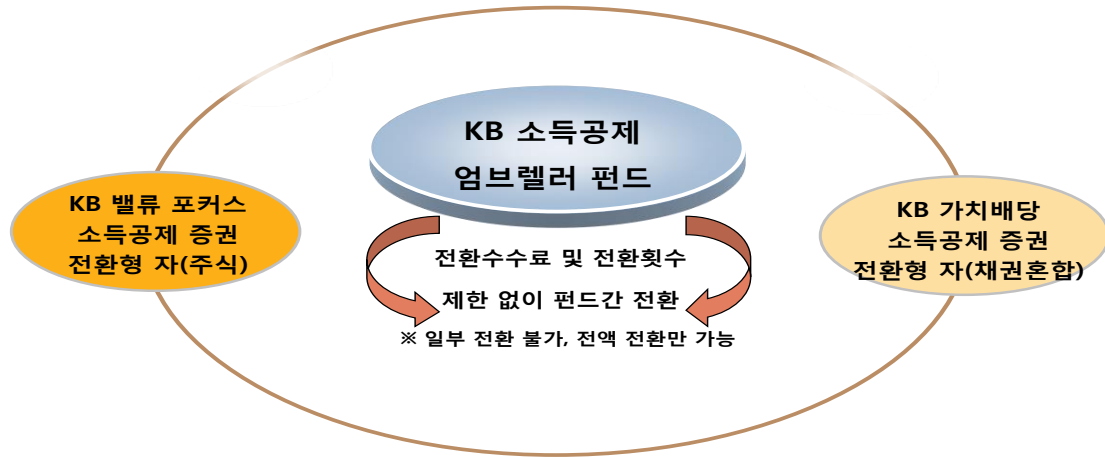 KB 소득공제
엄브렐러 펀드
KB 밸류 포커스
소득공제 증권
전환형 자(주식)
전환수수료 및 전환횟수
제한 없이 펀드간 전환
※ 일부 전환 불가, 전액 전환만 가능
KB 가치배당
소득공제 증권
전환형 자(채권혼합)